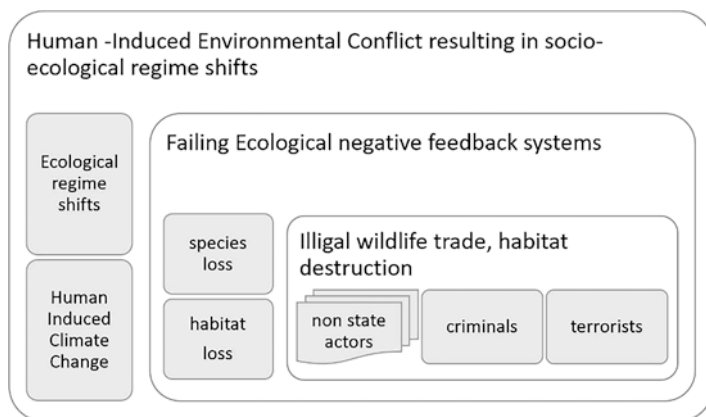 Human -Induced Environmental Conflict resulting in socio-
ecological regime shifts
Ecological
regime
shifts
Human
Induced
Climate
Change
Failing Ecological negative feedback systems
species
loss
habitat
loss
Illigal wildlife trade, habitat
destruction
non state
actors
criminals
terrorists